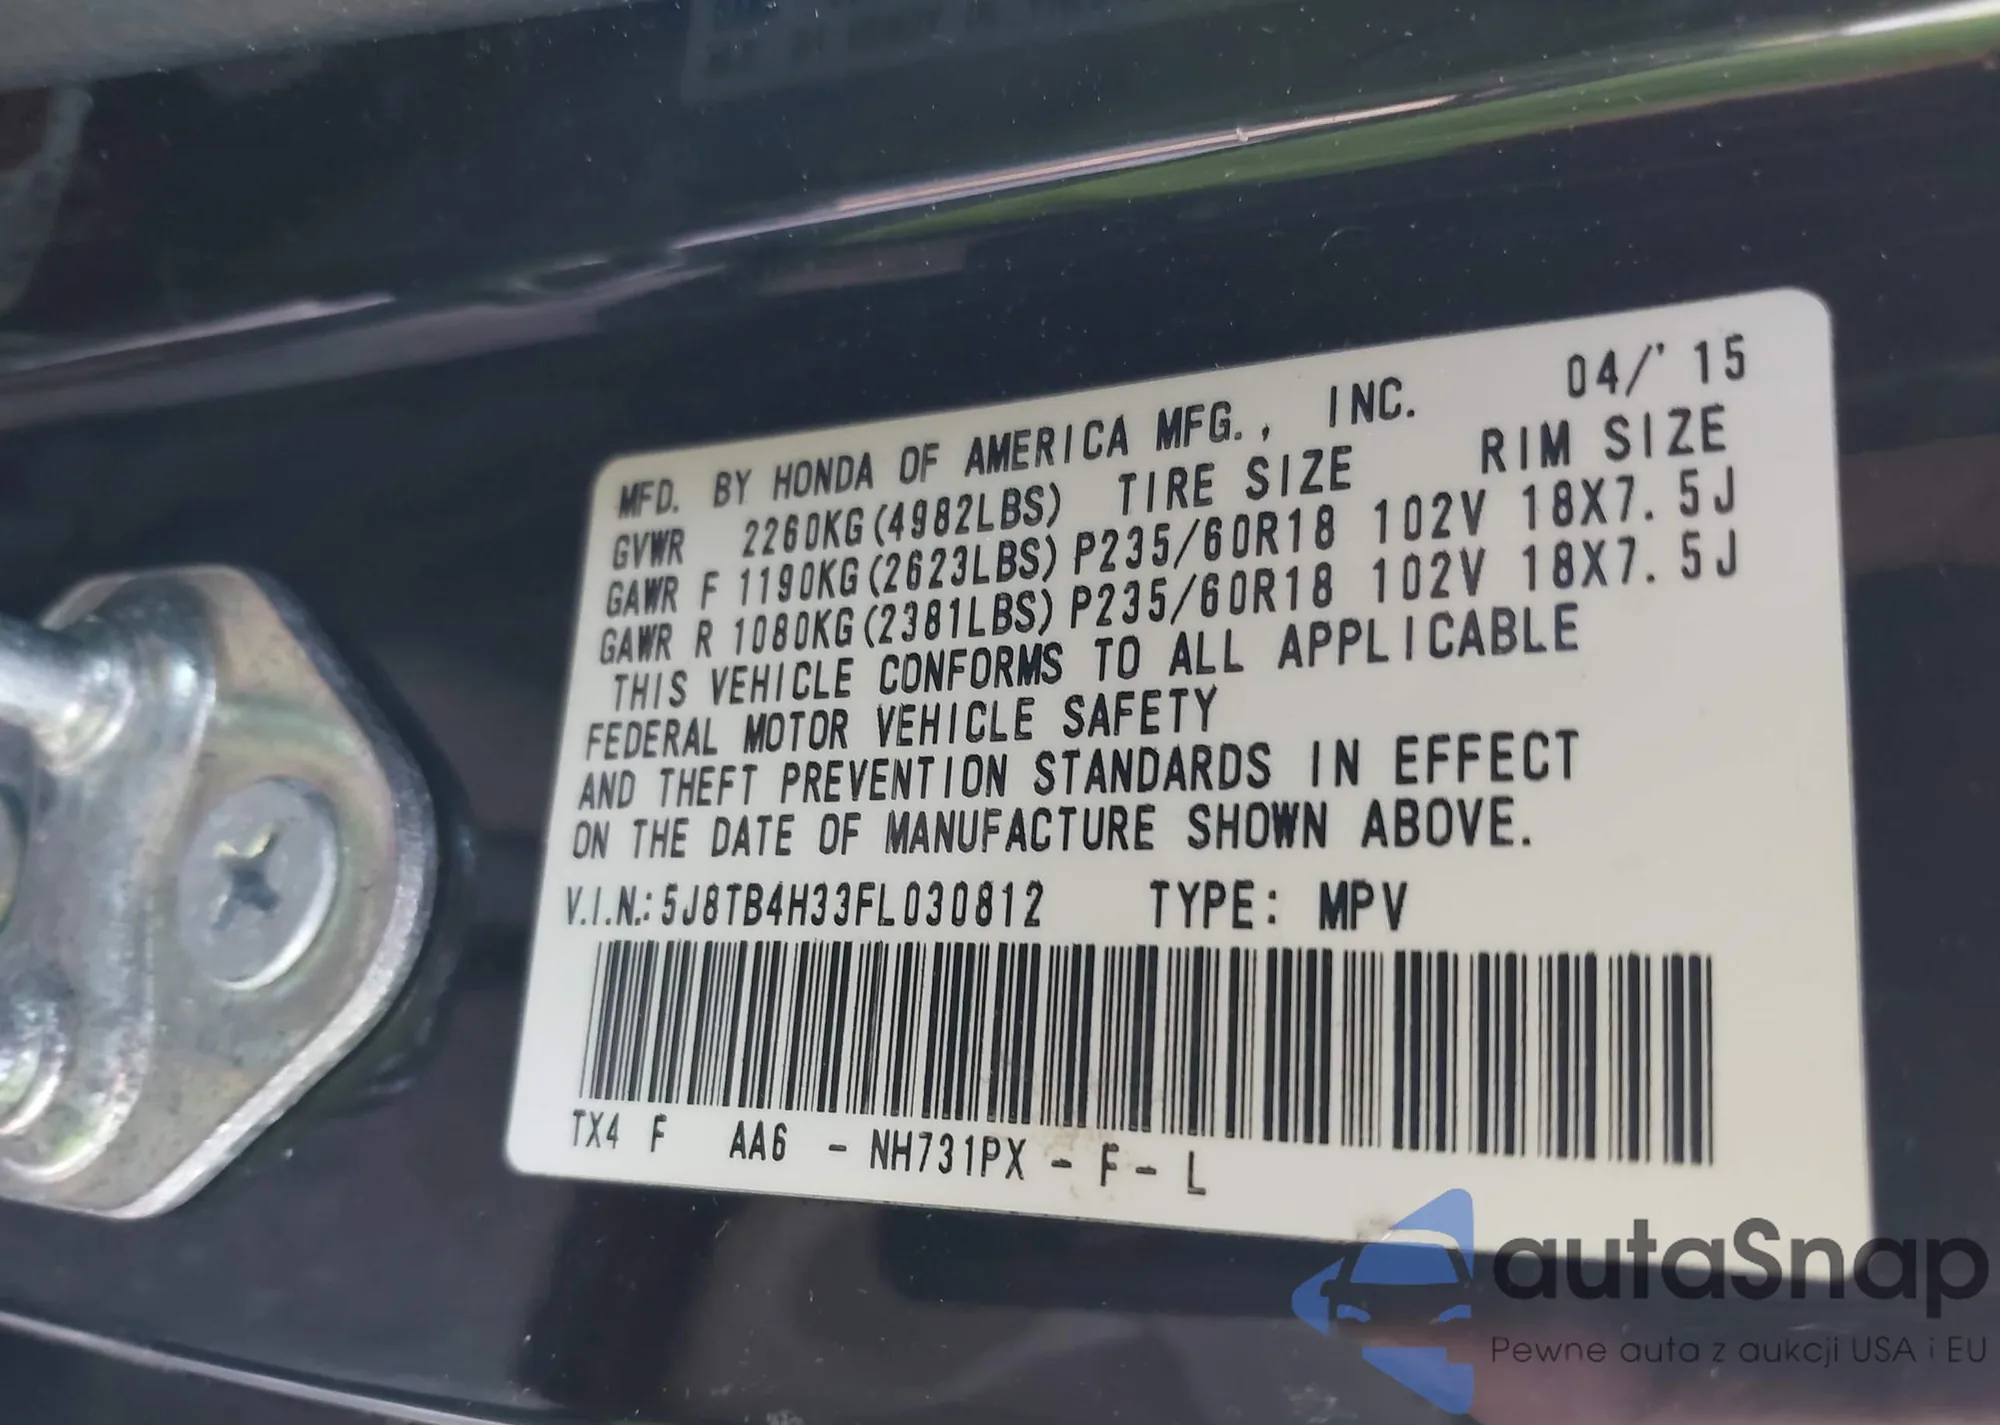 MFD. BY HONDA OF AMERICA MFG., INC. 04/'15
GVWR 2260KG(4982LBS) TIRE SIZE RIM SIZE
GAWR F 1190KG(2623LBS) P235/60R18 102V 18X7.5J
GAWR R 1080KG(2381LBS) P235/60R18 102V 18X7.5J
THIS VEHICLE CONFORMS TO ALL APPLICABLE
FEDERAL MOTOR VEHICLE SAFETY
AND THEFT PREVENTION STANDARDS IN EFFECT
ON THE DATE OF MANUFACTURE SHOWN ABOVE.
V.I.N.: 5J8TB4H33FL030812 TYPE: MPV
TX4 F AA6 - NH731PX - F - L
autaSnap
Pewne auta z aukcji USA i EU